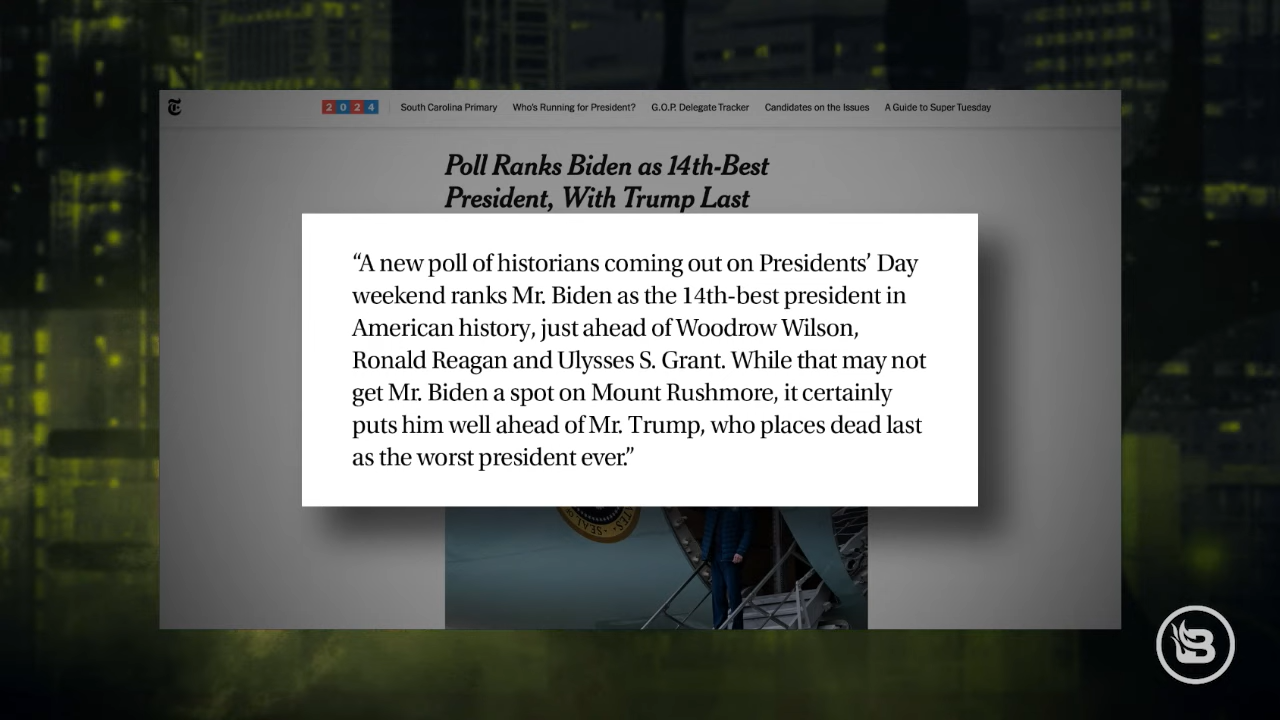 2024 South Carolina Primary Who's Running for President? G.O.P. Delegate Tracker Candidates on the Issues A Guide to Super Tuesday
Poll Ranks Biden as 14th-Best
President, With Trump Last
“A new poll of historians coming out on Presidents’ Day
weekend ranks Mr. Biden as the 14th-best president in
American history, just ahead of Woodrow Wilson,
Ronald Reagan and Ulysses S. Grant. While that may not
get Mr. Biden a spot on Mount Rushmore, it certainly
puts him well ahead of Mr. Trump, who places dead last
as the worst president ever.”
SEAL
B